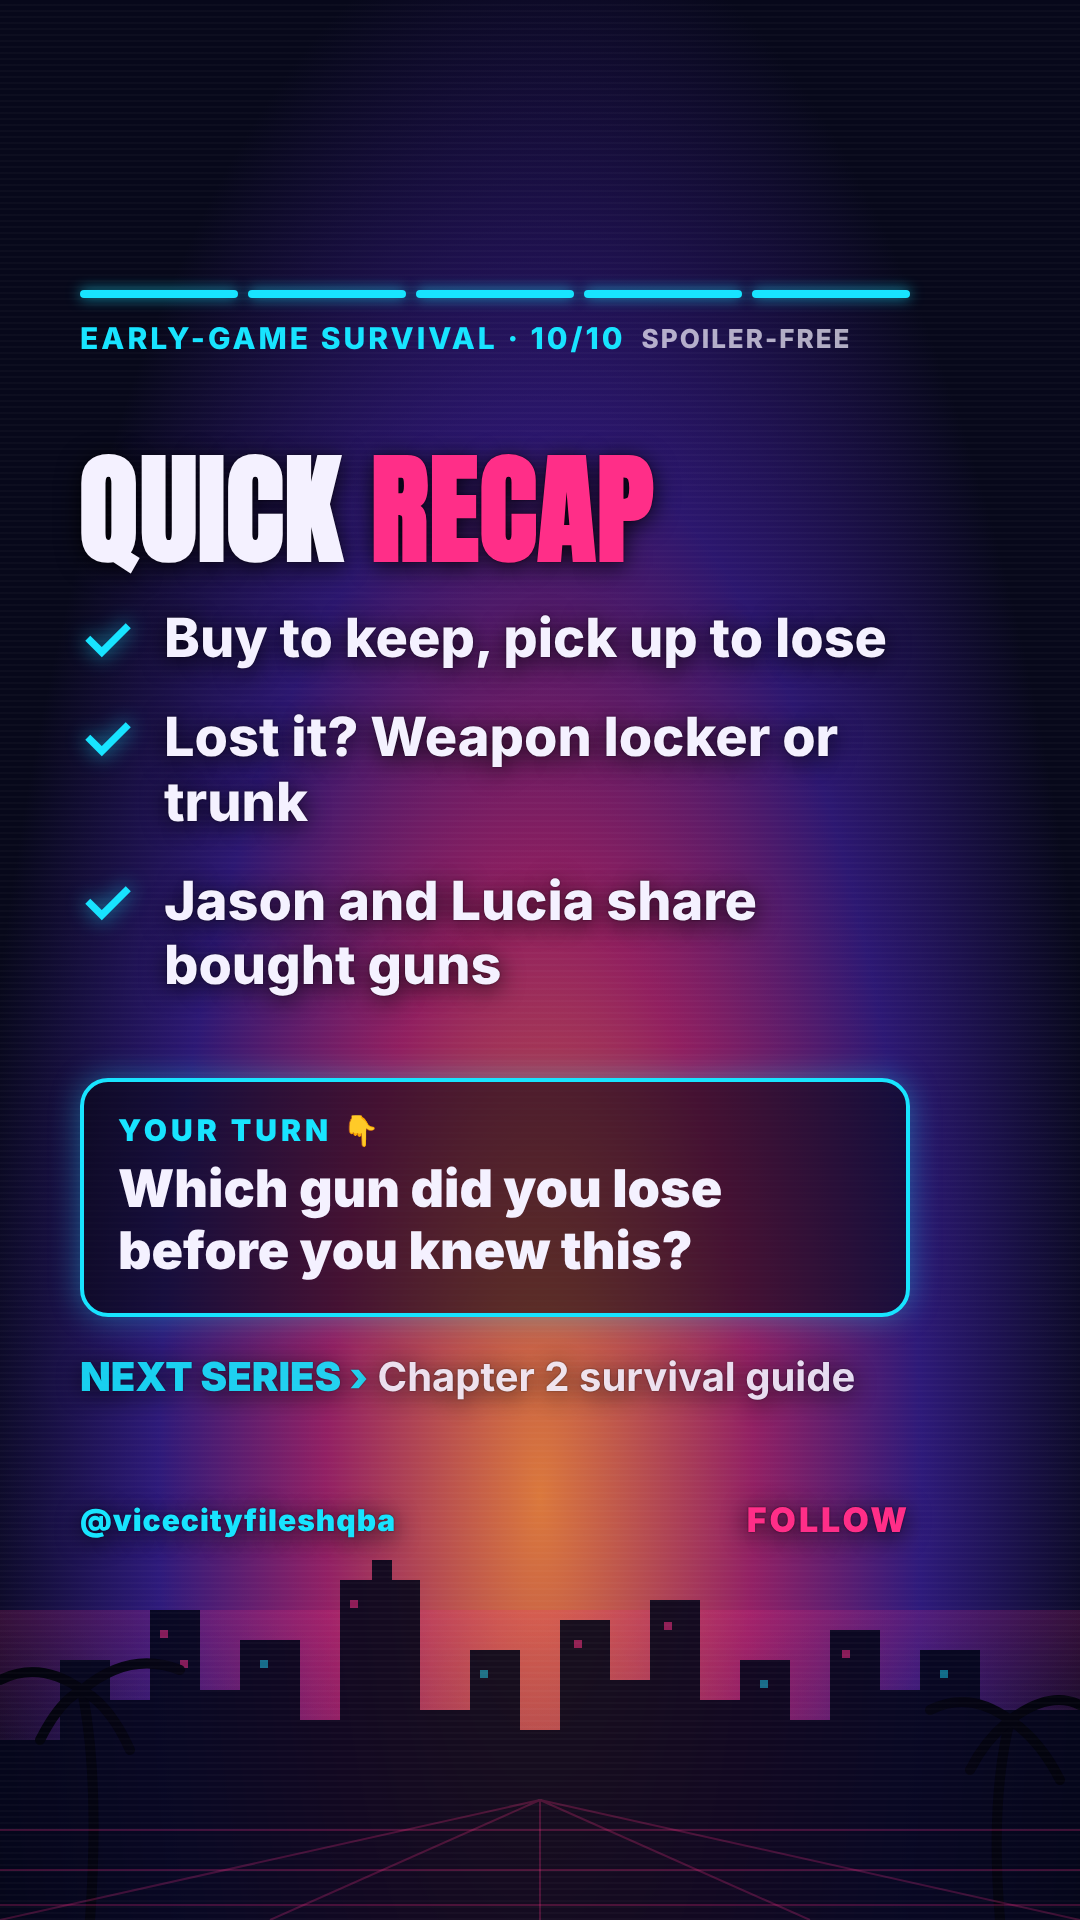 EARLY-GAME SURVIVAL · 10/10 SPOILER-FREE
QUICK RECAP
Buy to keep, pick up to lose
Lost it? Weapon locker or
trunk
Jason and Lucia share
bought guns
YOUR TURN 👇
Which gun did you lose
before you knew this?
NEXT SERIES › Chapter 2 survival guide
@vicecityfileshqba
FOLLOW